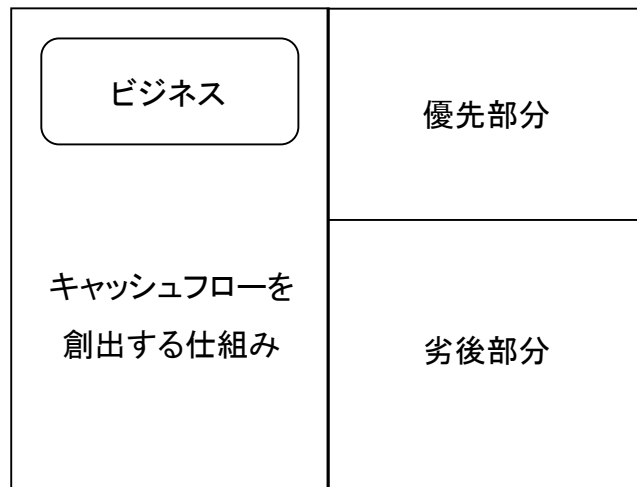 ビジネス
キャッシュフローを
創出する仕組み
優先部分
劣後部分